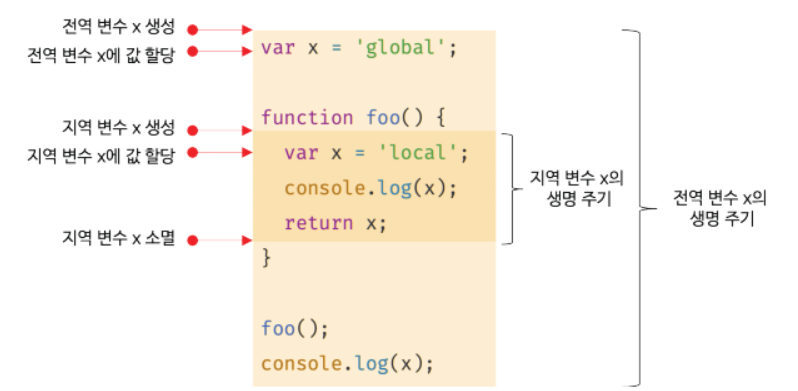 전역 변수 x 생성
전역 변수 x에 값 할당
var x = 'global';
지역 변수 x 생성
function foo() {
지역 변수 x에 값 할당
var x = 'local';
console.log(x);
return x;
지역 변수 x 소멸
}
foo();
console.log(x);
지역 변수 x의
생명 주기
전역 변수 x의
생명 주기